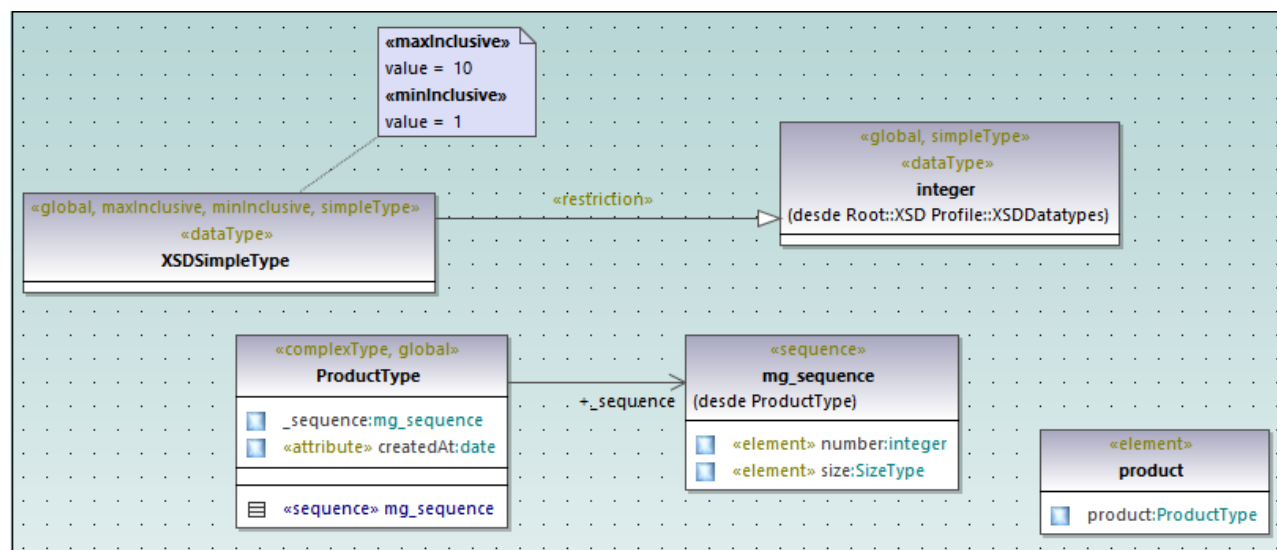 «maxInclusive»
value = 10
«minInclusive»
value = 1
«global, simpleType»
«dataType»
integer
(desde Root::XSD Profile::XSDDatatypes)
«restriction»
«global, maxInclusive, minInclusive, simpleType»
«dataType»
XSDSimpleType
«complexType, global»
ProductType
_sequence:mg_sequence
«attribute» createdAt:date
«sequence» mg_sequence
+_sequence
«sequence»
mg_sequence
(desde ProductType)
«element» number:integer
«element» size:SizeType
«element»
product
product:ProductType